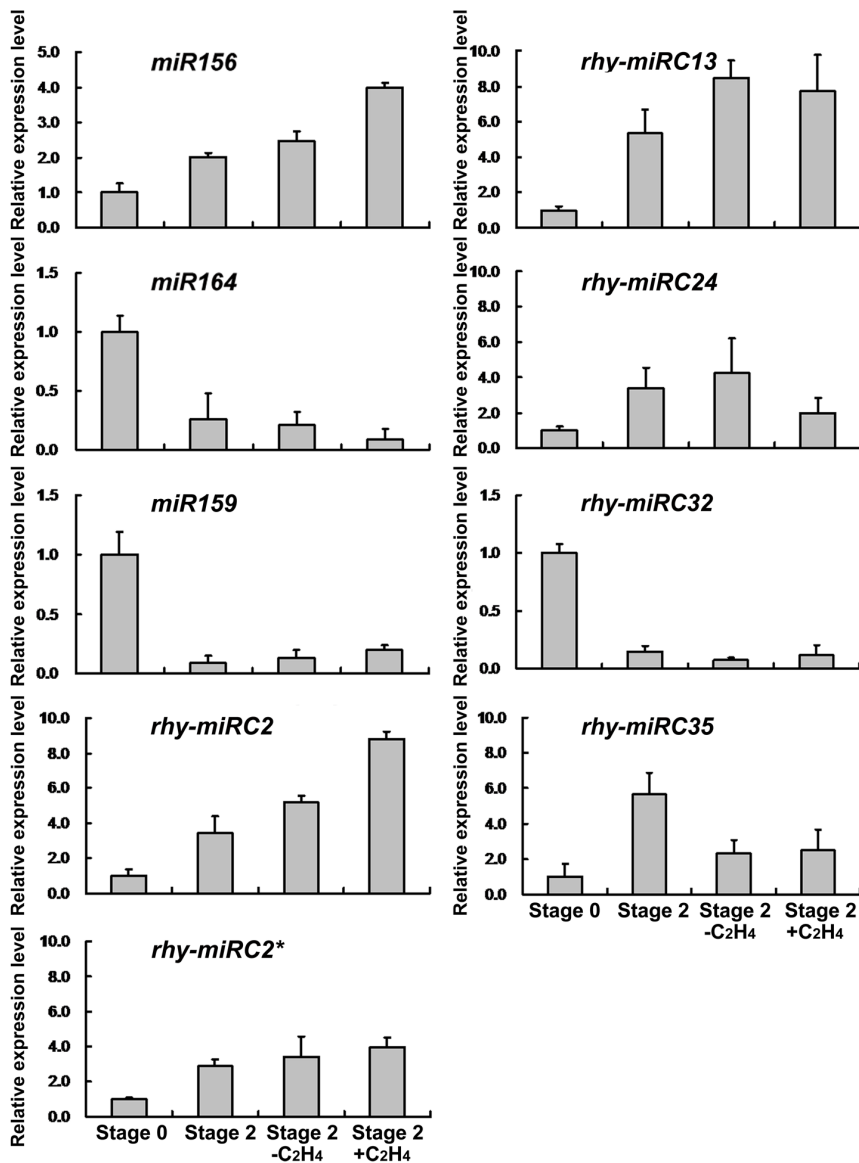 Relative expression level
miR156
5.0
4.0
3.0
2.0
1.0
0.0
Relative expression level
miR164
1.5
1.0
0.5
0.0
Relative expression level
miR159
1.5
1.0
0.5
0.0
Relative expression level
rhy-miRC2
10.0
8.0
6.0
4.0
2.0
0.0
Relative expression level
rhy-miRC2*
10.0
8.0
6.0
4.0
2.0
0.0
Stage 0 Stage 2 Stage 2 Stage 2
-C2H4 +C2H4
Relative expression level
rhy-miRC13
10.0
8.0
6.0
4.0
2.0
0.0
Relative expression level
rhy-miRC24
10.0
8.0
6.0
4.0
2.0
0.0
Relative expression level
rhy-miRC32
1.5
1.0
0.5
0.0
Relative expression level
rhy-miRC35
10.0
8.0
6.0
4.0
2.0
0.0
Stage 0 Stage 2 Stage 2 Stage 2
-C2H4 +C2H4